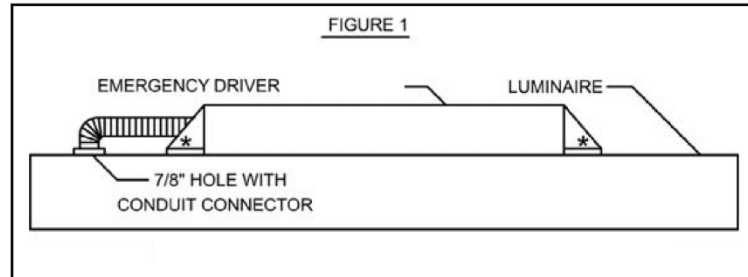 FIGURE 1
EMERGENCY DRIVER
LUMINAIRE
*
*
7/8" HOLE WITH
CONDUIT CONNECTOR